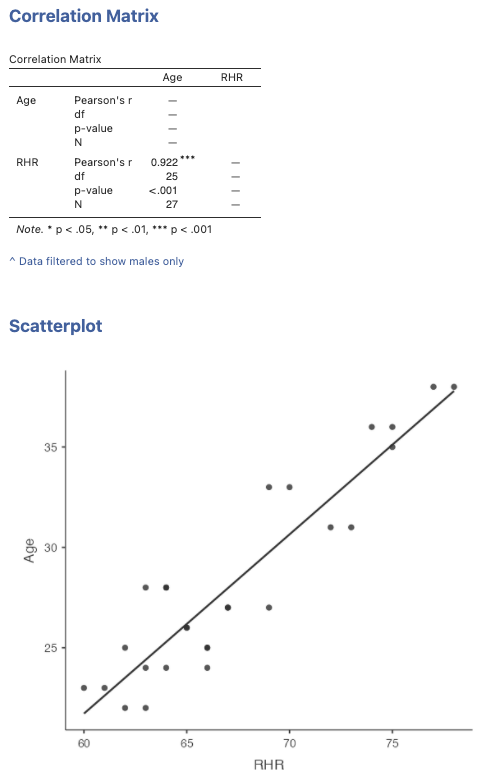 Correlation Matrix
Correlation Matrix
Age RHR
Age Pearson's r —
df —
p-value —
N —
RHR Pearson's r 0.922 *** —
df 25 —
p-value <.001 —
N 27 —
Note. * p < .05, ** p < .01, *** p < .001
^ Data filtered to show males only
Scatterplot
35
30
25
Age
60 65 70 75
RHR